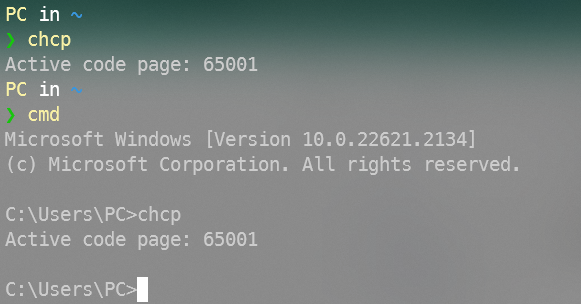 PC in ~
❯ chcp
Active code page: 65001
PC in ~
❯ cmd
Microsoft Windows [Version 10.0.22621.2134]
(c) Microsoft Corporation. All rights reserved.
C:\Users\PC>chcp
Active code page: 65001
C:\Users\PC>